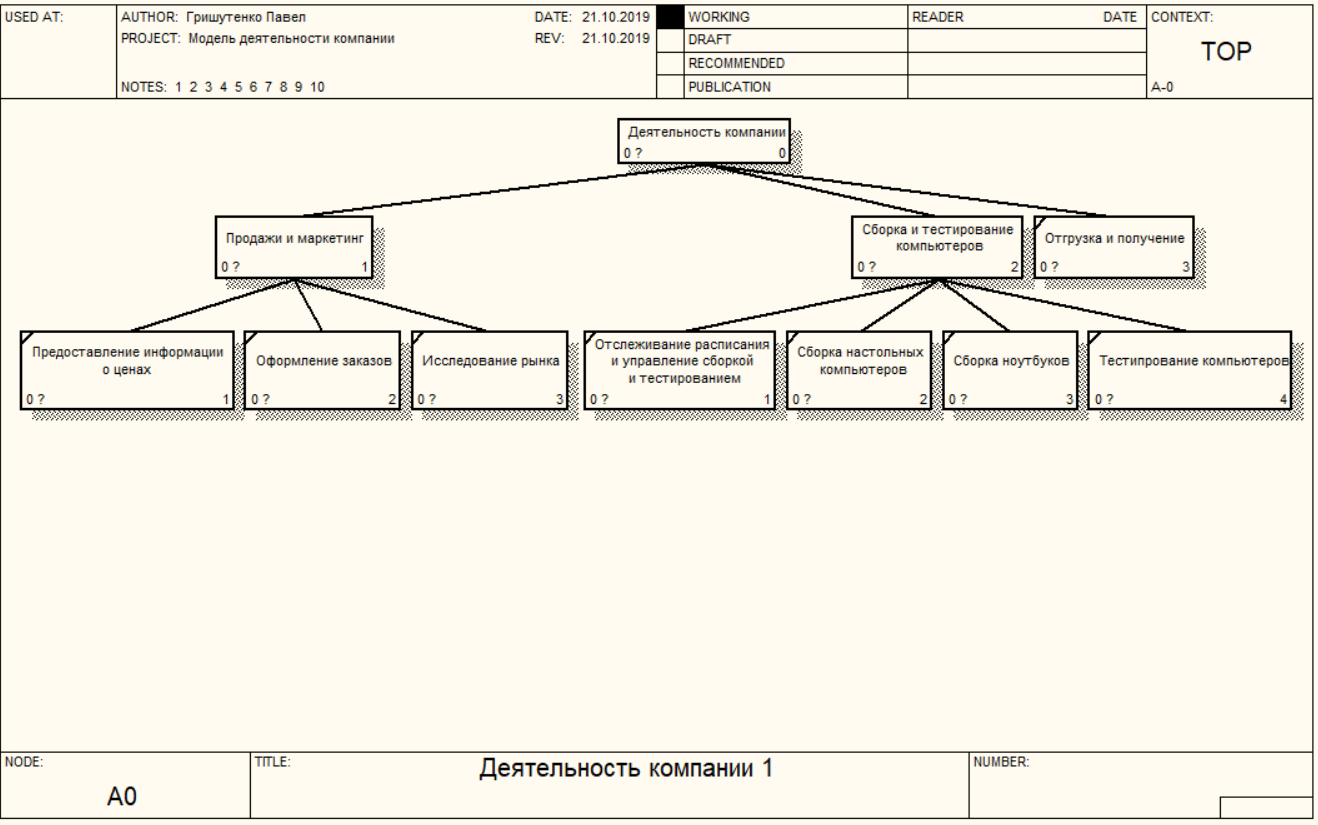 USED AT:
AUTHOR: Гришутенко Павел
DATE: 21.10.2019
PROJECT: Модель деятельности компании
REV: 21.10.2019
NOTES: 1 2 3 4 5 6 7 8 9 10
WORKING
DRAFT
RECOMMENDED
PUBLICATION
READER
DATE
CONTEXT:
TOP
A-0
Деятельность компании
0 ?
0
Продажи и маркетинг
0 ?
1
Сборка и тестирование
компьютеров
0 ?
2
Отгрузка и получение
0 ?
3
Предоставление информации
о ценах
0 ?
1
Оформление заказов
0 ?
2
Исследование рынка
0 ?
3
Отслеживание расписания
и управление сборкой
и тестированием
0 ?
1
Сборка настольных
компьютеров
0 ?
2
Сборка ноутбуков
0 ?
3
Тестипрование компьютеров
0 ?
4
NODE:
A0
TITLE:
Деятельность компании 1
NUMBER: